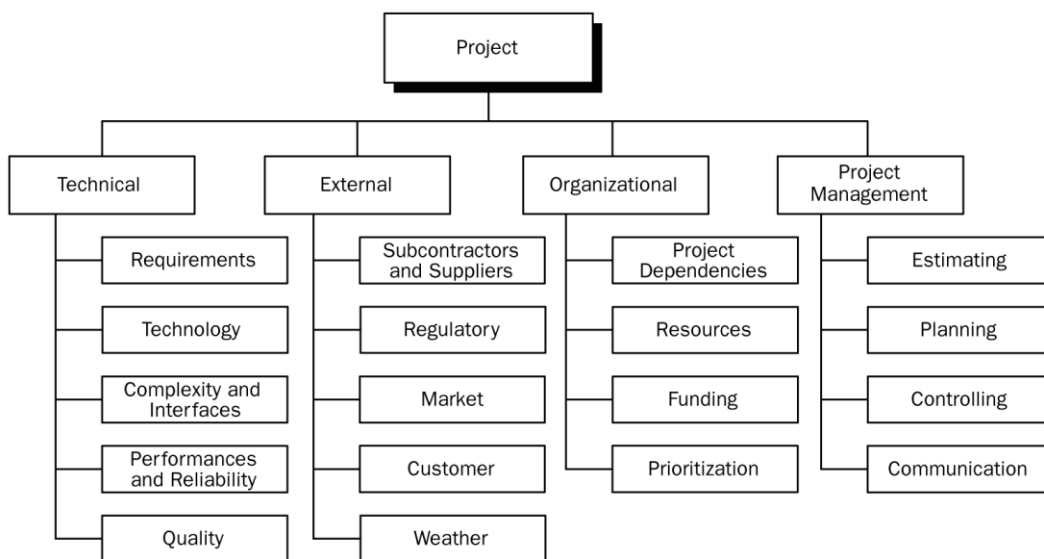 Project
Technical
Requirements
Technology
Complexity and
Interfaces
Performances
and Reliability
Quality
External
Subcontractors
and Suppliers
Regulatory
Market
Customer
Weather
Organizational
Project
Dependencies
Resources
Funding
Prioritization
Project
Management
Estimating
Planning
Controlling
Communication